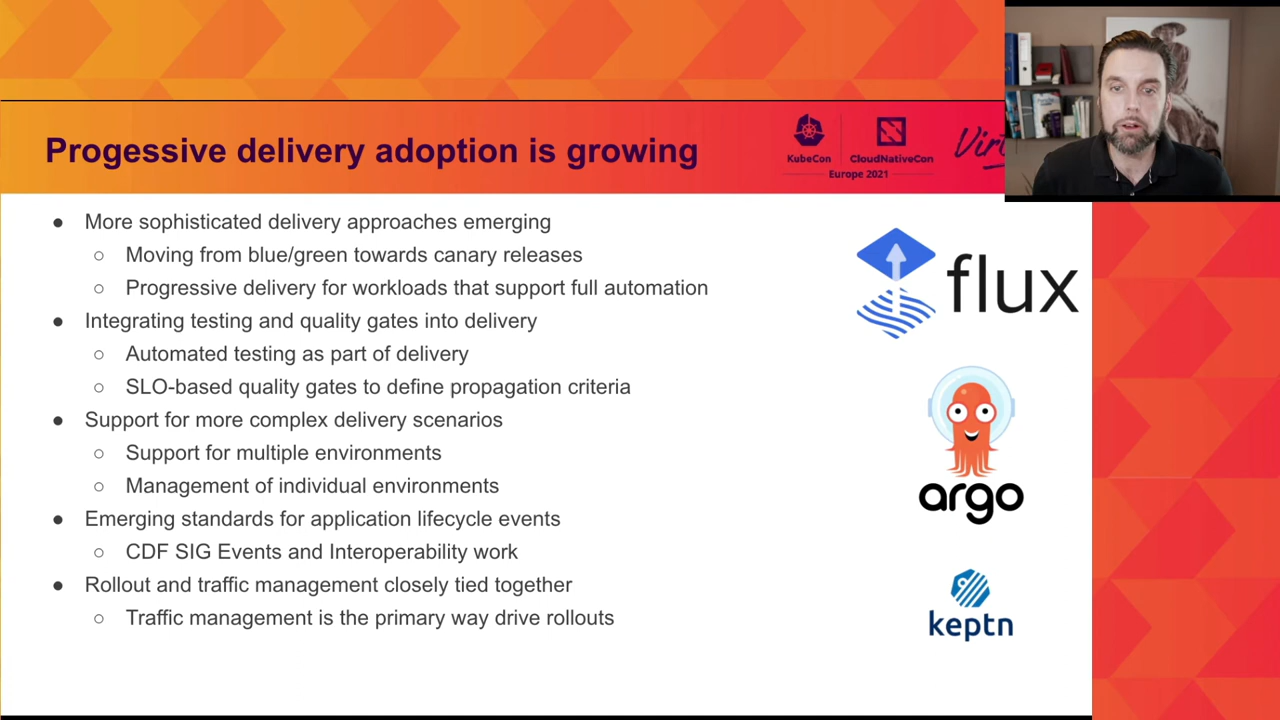 Progessive delivery adoption is growing
KubeCon
CloudNativeCon
Europe 2021
● More sophisticated delivery approaches emerging
○ Moving from blue/green towards canary releases
○ Progressive delivery for workloads that support full automation
● Integrating testing and quality gates into delivery
○ Automated testing as part of delivery
○ SLO-based quality gates to define propagation criteria
● Support for more complex delivery scenarios
○ Support for multiple environments
○ Management of individual environments
● Emerging standards for application lifecycle events
○ CDF SIG Events and Interoperability work
● Rollout and traffic management closely tied together
○ Traffic management is the primary way drive rollouts
flux
argo
keptn